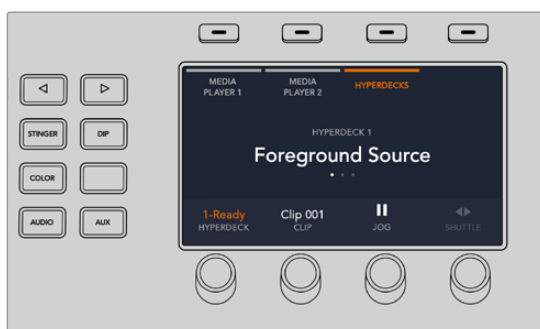 MEDIA PLAYER 1
MEDIA PLAYER 2
HYPERDECKS
STINGER
DIP
HYPERDECK 1
Foreground Source
COLOR
AUDIO
AUX
1-Ready
HYPERDECK
Clip 001
CLIP
JOG
SHUTTLE